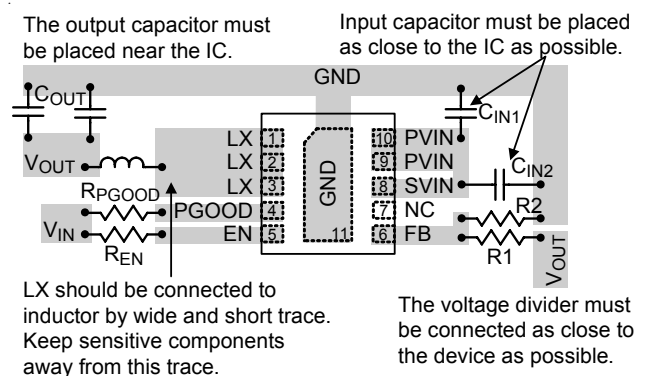 The output capacitor must
be placed near the IC.
Input capacitor must be placed
as close to the IC as possible.
GND
COUT
CIN1
LX 1
10 PVIN
LX 2
9 PVIN
VOUT
CIN2
LX 3
GND
8 SVIN
RPGOOD
PGOOD 4
7 NC
R2
VIN
EN 5
11
6 FB
REN
R1
VOUT
LX should be connected to
inductor by wide and short trace.
Keep sensitive components
away from this trace.
The voltage divider must
be connected as close to
the device as possible.